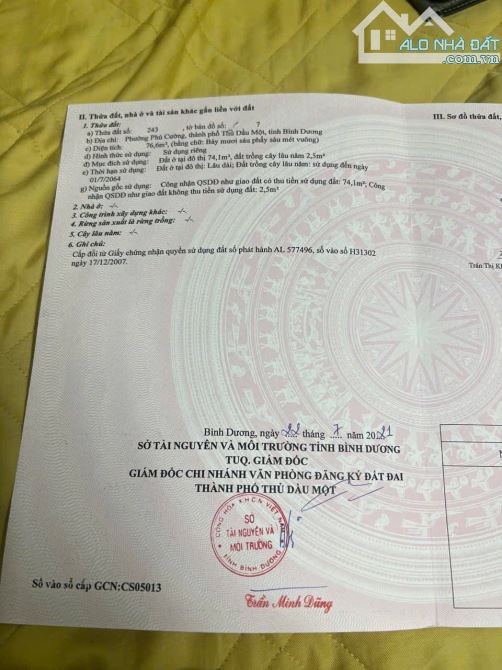 ALO NHÀ ĐẤT
.com.vn
II. Thửa đất, nhà ở và tài sản khác gắn liền với đất
III. Sơ đồ thửa đất,
1. Thửa đất:
a) Thửa đất số: 243 , tờ bản đồ số: 7
b) Địa chỉ: Phường Phú Cường, thành phố Thủ Dầu Một, tỉnh Bình Dương
c) Diện tích: 76,6m², (bằng chữ: Bảy mươi sáu phẩy sáu mét vuông)
d) Hình thức sử dụng: Sử dụng riêng
đ) Mục đích sử dụng: Đất ở tại đô thị 74,1m², đất trồng cây lâu năm 2,5m²
e) Thời hạn sử dụng: Đất ở tại đô thị: Lâu dài; Đất trồng cây lâu năm: sử dụng đến ngày
01/7/2064
g) Nguồn gốc sử dụng: Công nhận QSDĐ như giao đất có thu tiền sử dụng đất: 74,1m², Công
nhận QSDĐ như giao đất không thu tiền sử dụng đất: 2,5m²
2. Nhà ở: -/-
3. Công trình xây dựng khác: -/-
4. Rừng sản xuất là rừng trồng: -/-
5. Cây lâu năm: -/-
6. Ghi chú:
Cấp đổi từ Giấy chứng nhận quyền sử dụng đất số phát hành AL 577496, số vào sổ H31302
ngày 17/12/2007.
Trần Thị
Bình Dương, ngày 22 tháng 7 năm 2021
SỞ TÀI NGUYÊN VÀ MÔI TRƯỜNG TỈNH BÌNH DƯƠNG
TUQ. GIÁM ĐỐC
GIÁM ĐỐC CHI NHÁNH VĂN PHÒNG ĐĂNG KÝ ĐẤT ĐAI
THÀNH PHỐ THỦ DẦU MỘT
CỘNG HÒA X.H.C.N VIỆT NAM
SỞ
TÀI NGUYÊN VÀ
MÔI TRƯỜNG
TỈNH BÌNH DƯƠNG
Số vào sổ cấp GCN:CS05013
Trần Minh Dũng